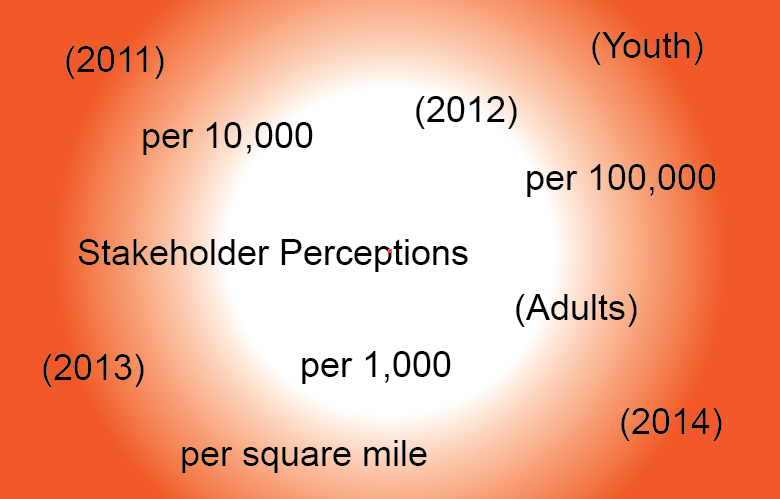 (2011)
(Youth)
(2012)
per 10,000
per 100,000
Stakeholder Perceptions
(Adults)
(2013)
per 1,000
(2014)
per square mile